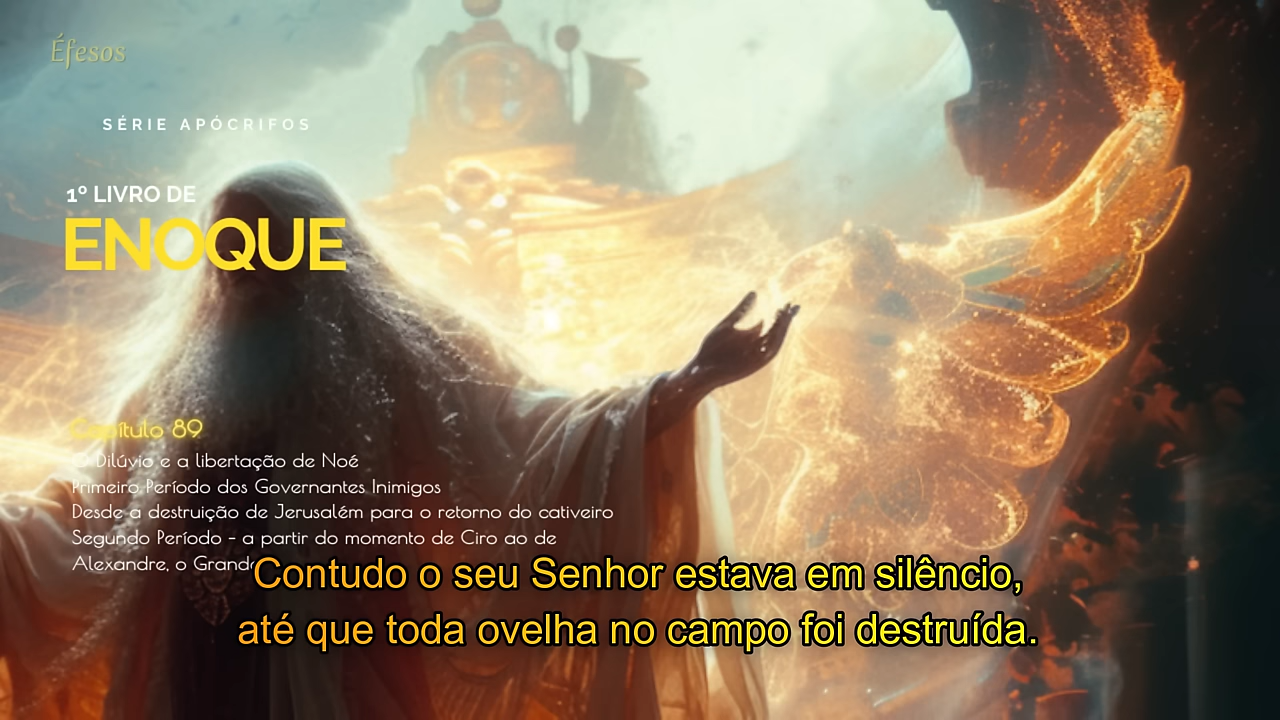 Éfesos
SÉRIE APÓCRIFOS
1º LIVRO DE
ENOQUE
Capítulo 89
O Dilúvio e a libertação de Noé
Primeiro Período dos Governantes Inimigos
Desde a destruição de Jerusalém para o retorno do cativeiro
Segundo Período – a partir do momento de Ciro ao de
Alexandre, o Grande
Contudo o seu Senhor estava em silêncio,
até que toda ovelha no campo foi destruída.